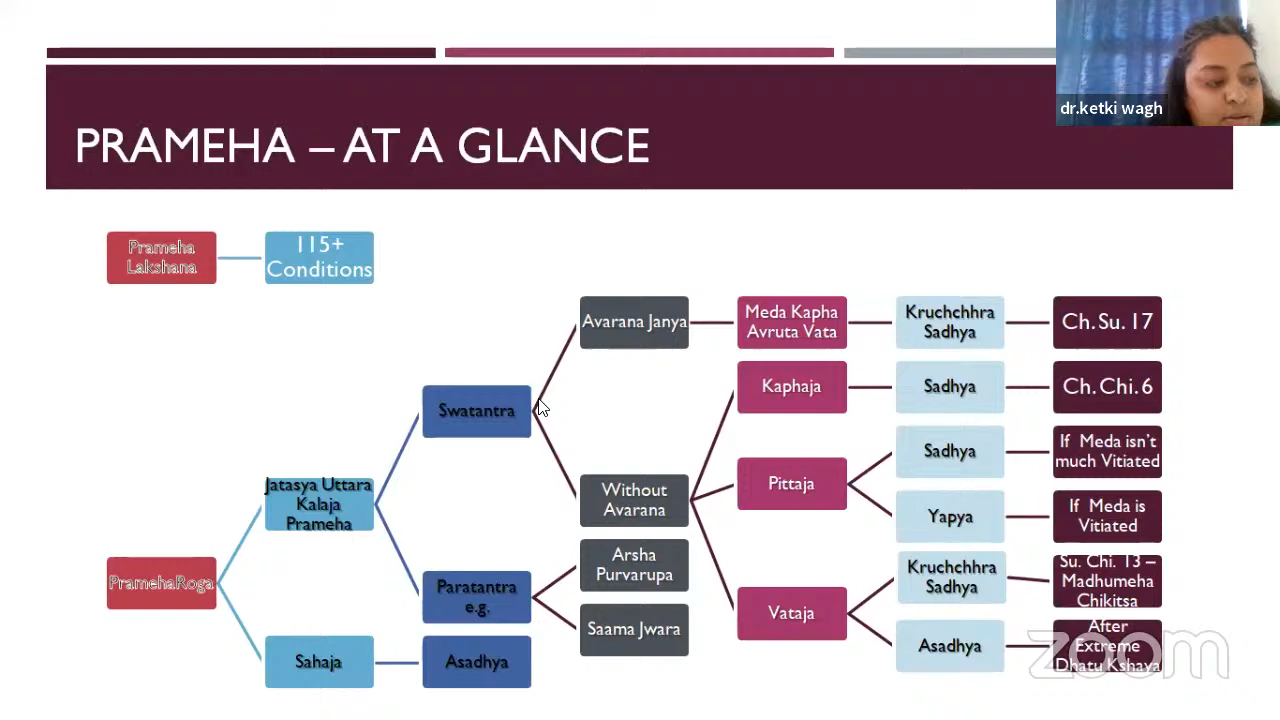 dr.ketki wagh
PRAMEHA – AT A GLANCE
Prameha
Lakshana
115+
Conditions
Avarana Janya
Meda Kapha
Avruta Vata
Kruchchhra
Sadhya
Ch. Su. 17
Kaphaja
Sadhya
Ch. Chi. 6
Swatantra
Sadhya
If Meda isn't
much Vitiated
Pittaja
Jatasya Uttara
Kalaja
Prameha
Without
Avarana
Yapya
If Meda is
Vitiated
PramehaRoga
Paratantra
e.g.
Arsha
Purvarupa
Kruchchhra
Sadhya
Su. Chi. 13 –
Madhumeha
Chikitsa
Vataja
Saama Jwara
Sahaja
Asadhya
Asadhya
After
Extreme
Dhatu Kshaya
zoom